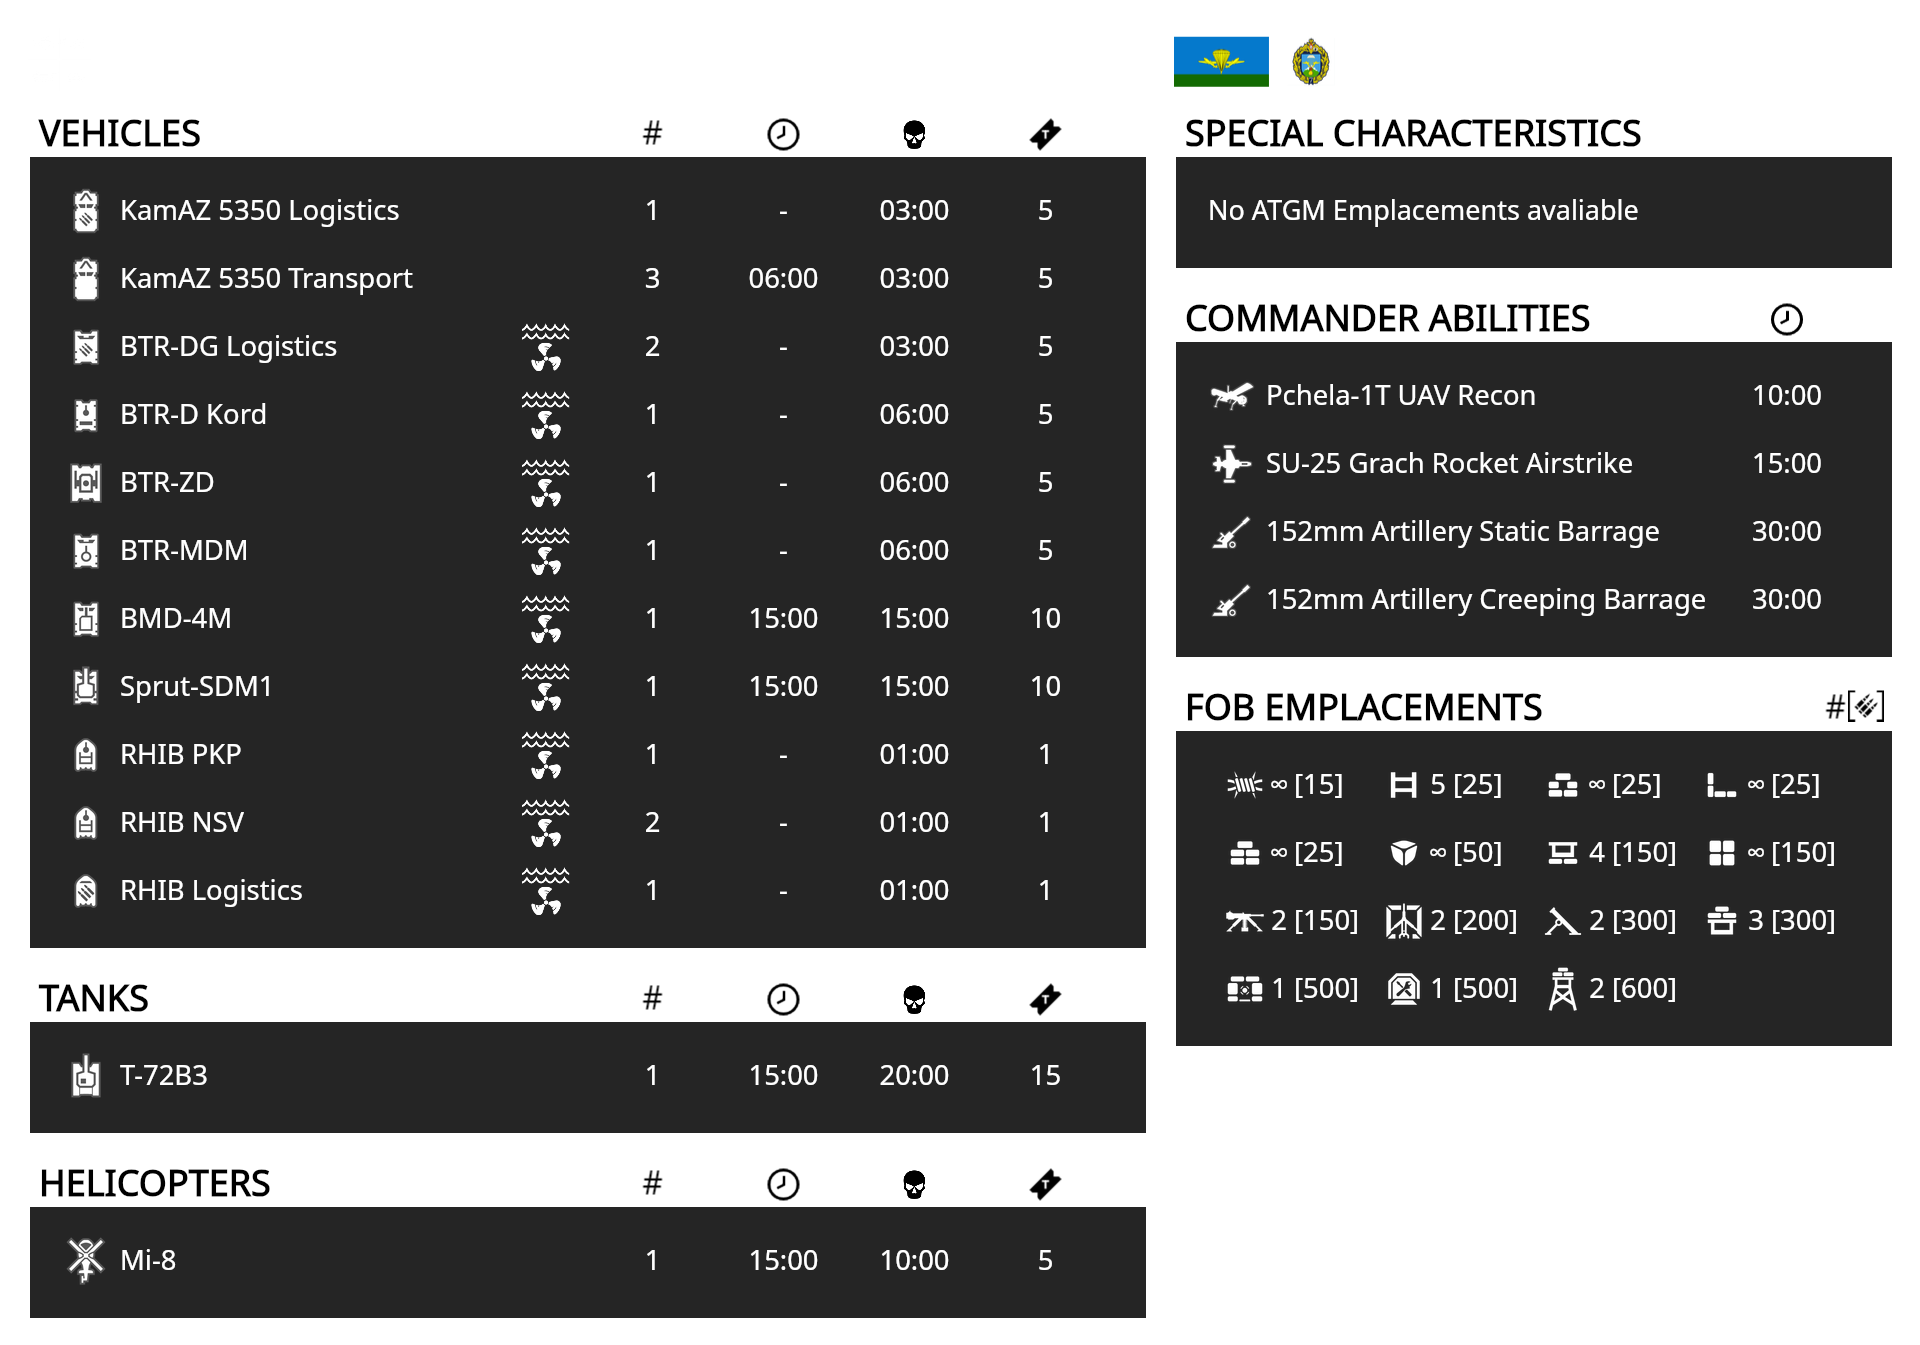 VEHICLES #
KamAZ 5350 Logistics 1 - 03:00 5
KamAZ 5350 Transport 3 06:00 03:00 5
BTR-DG Logistics 2 - 03:00 5
BTR-D Kord 1 - 06:00 5
BTR-ZD 1 - 06:00 5
BTR-MDM 1 - 06:00 5
BMD-4M 1 15:00 15:00 10
Sprut-SDM1 1 15:00 15:00 10
RHIB PKP 1 - 01:00 1
RHIB NSV 2 - 01:00 1
RHIB Logistics 1 - 01:00 1
TANKS #
T-72B3 1 15:00 20:00 15
HELICOPTERS #
Mi-8 1 15:00 10:00 5
SPECIAL CHARACTERISTICS
No ATGM Emplacements avaliable
COMMANDER ABILITIES
Pchela-1T UAV Recon 10:00
SU-25 Grach Rocket Airstrike 15:00
152mm Artillery Static Barrage 30:00
152mm Artillery Creeping Barrage 30:00
FOB EMPLACEMENTS #[]
∞ [15] 5 [25] ∞ [25] ∞ [25]
∞ [25] ∞ [50] 4 [150] ∞ [150]
2 [150] 2 [200] 2 [300] 3 [300]
1 [500] 1 [500] 2 [600]